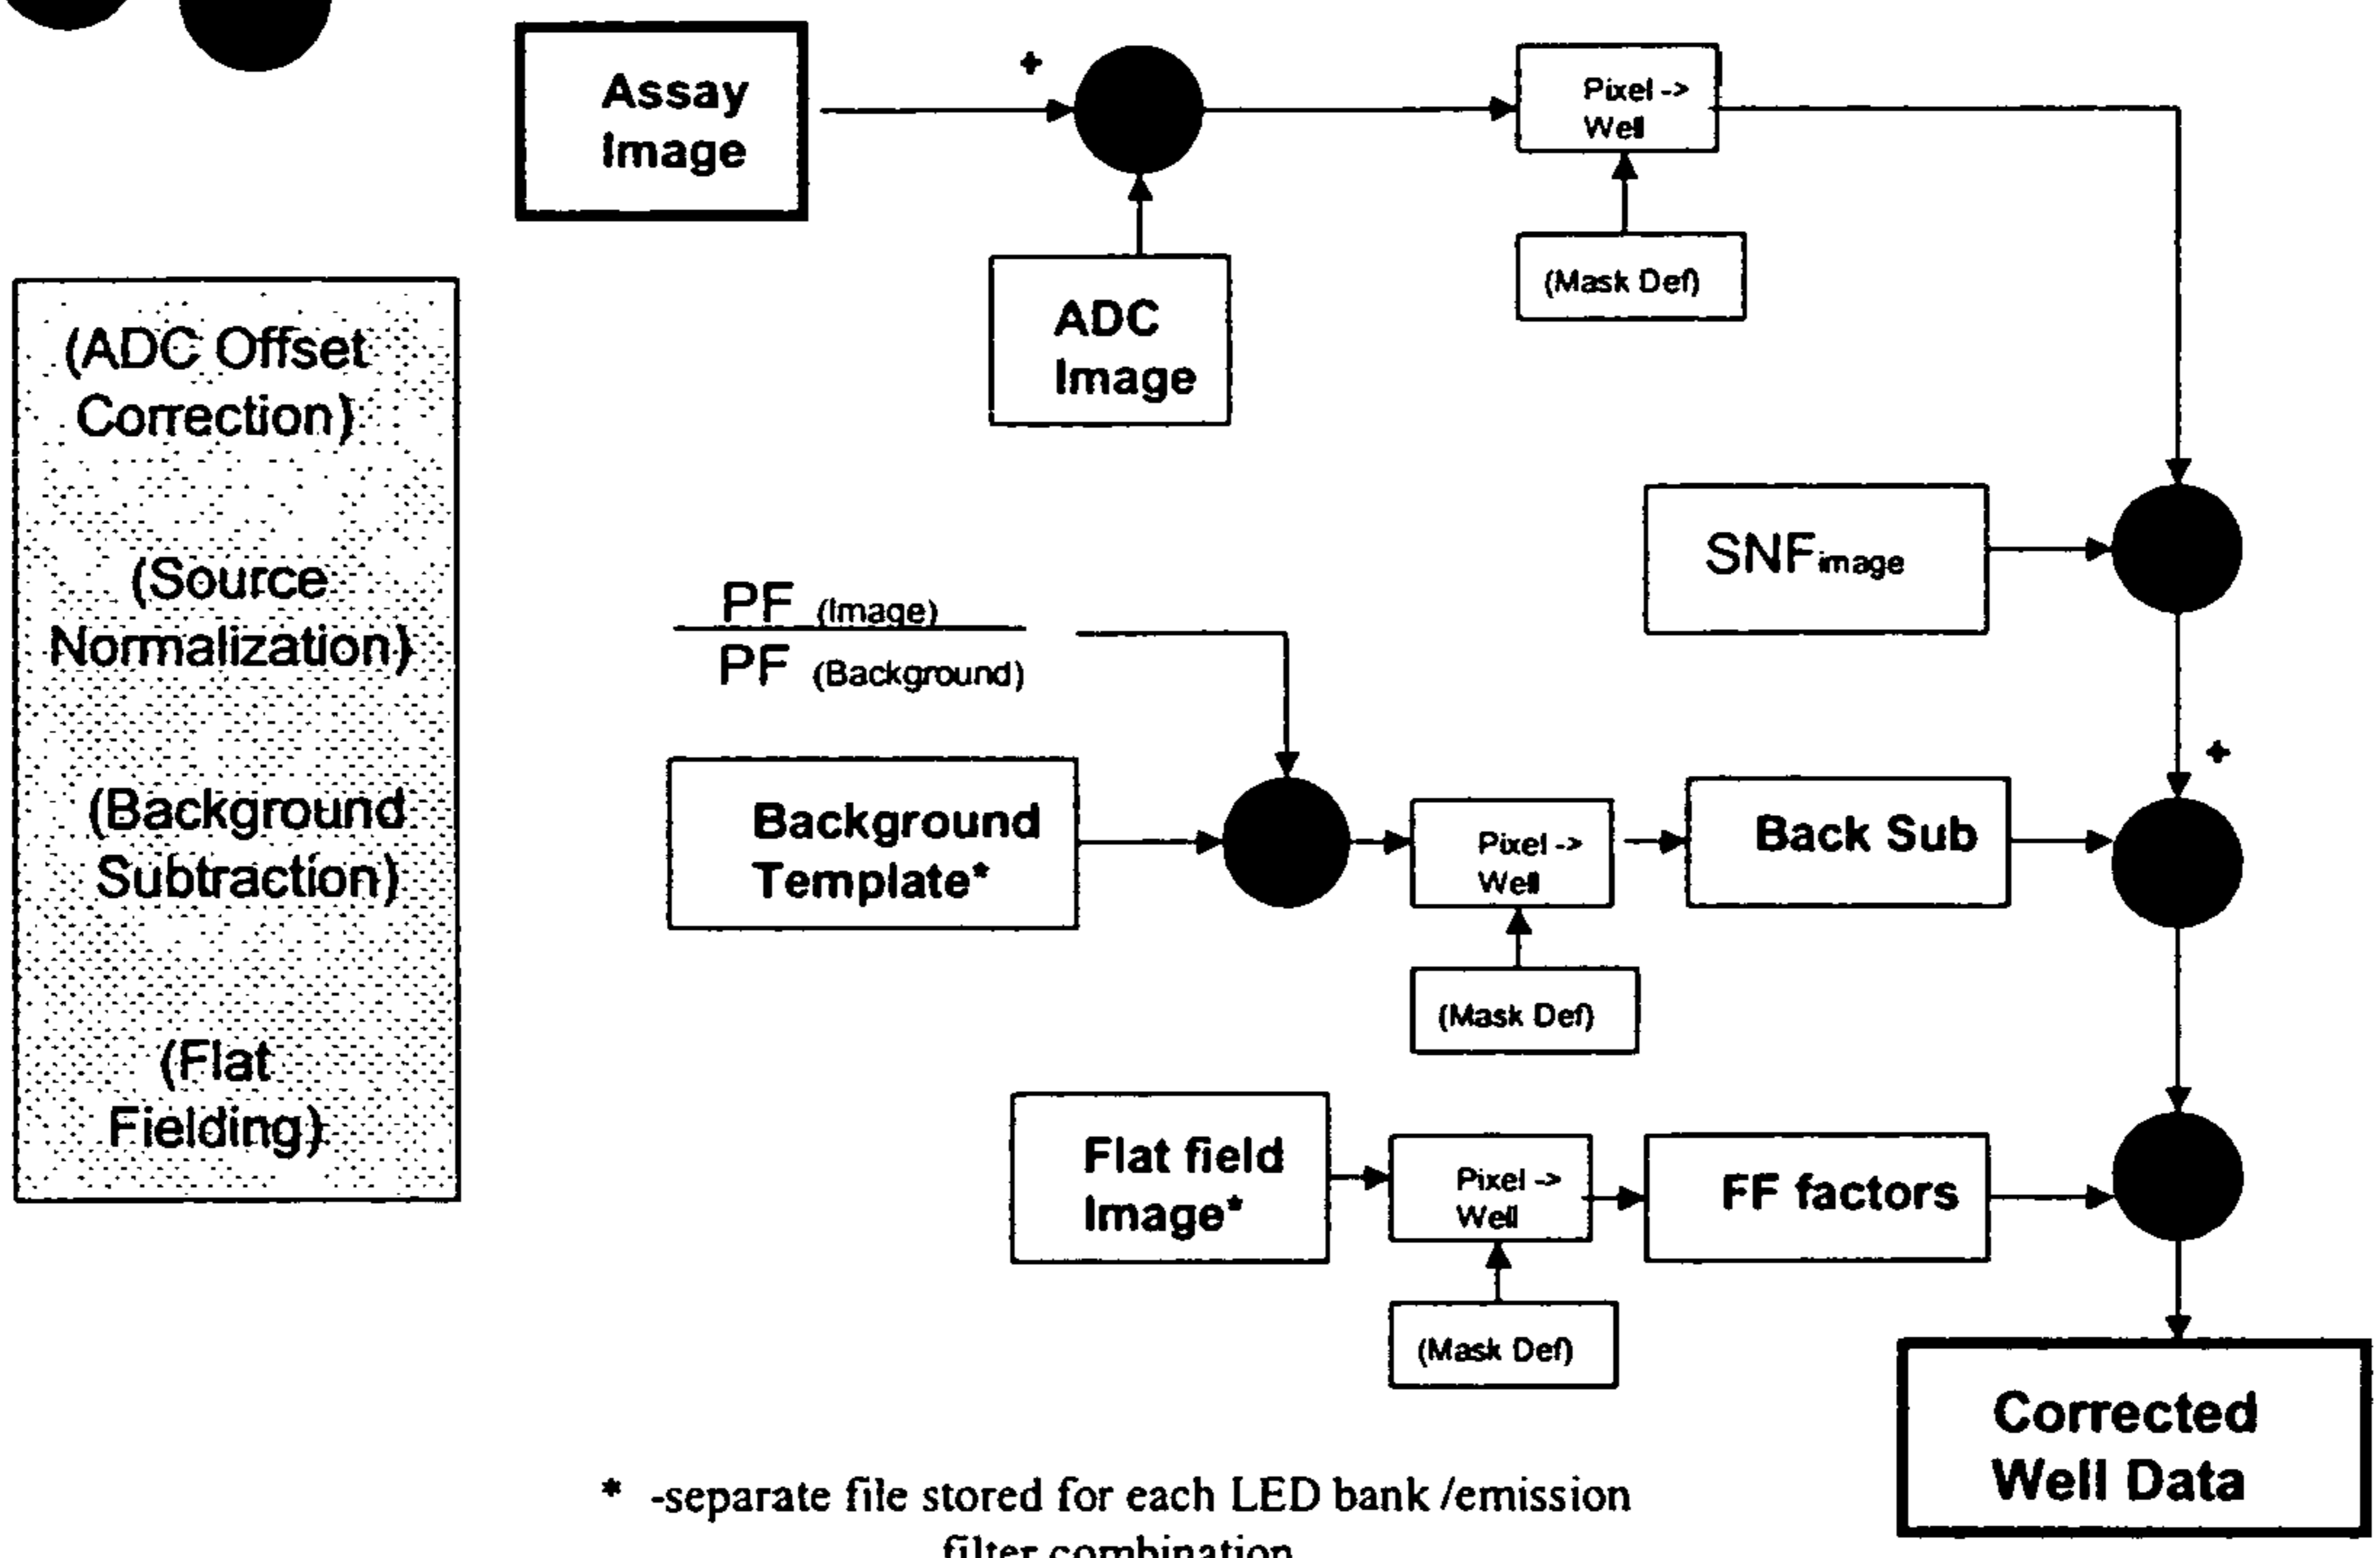 +
Assay
Image
Pixel ->
Well
(Mask Def)
ADC
Image
(ADC Offset
Correction)
(Source
Normalization)
(Background
Subtraction)
(Flat
Fielding)
SNFimage
PF (Image)
PF (Background)
+
Background
Template*
Pixel ->
Well
Back Sub
(Mask Def)
Flat field
Image*
Pixel ->
Well
FF factors
(Mask Def)
Corrected
Well Data
* -separate file stored for each LED bank /emission
filter combination